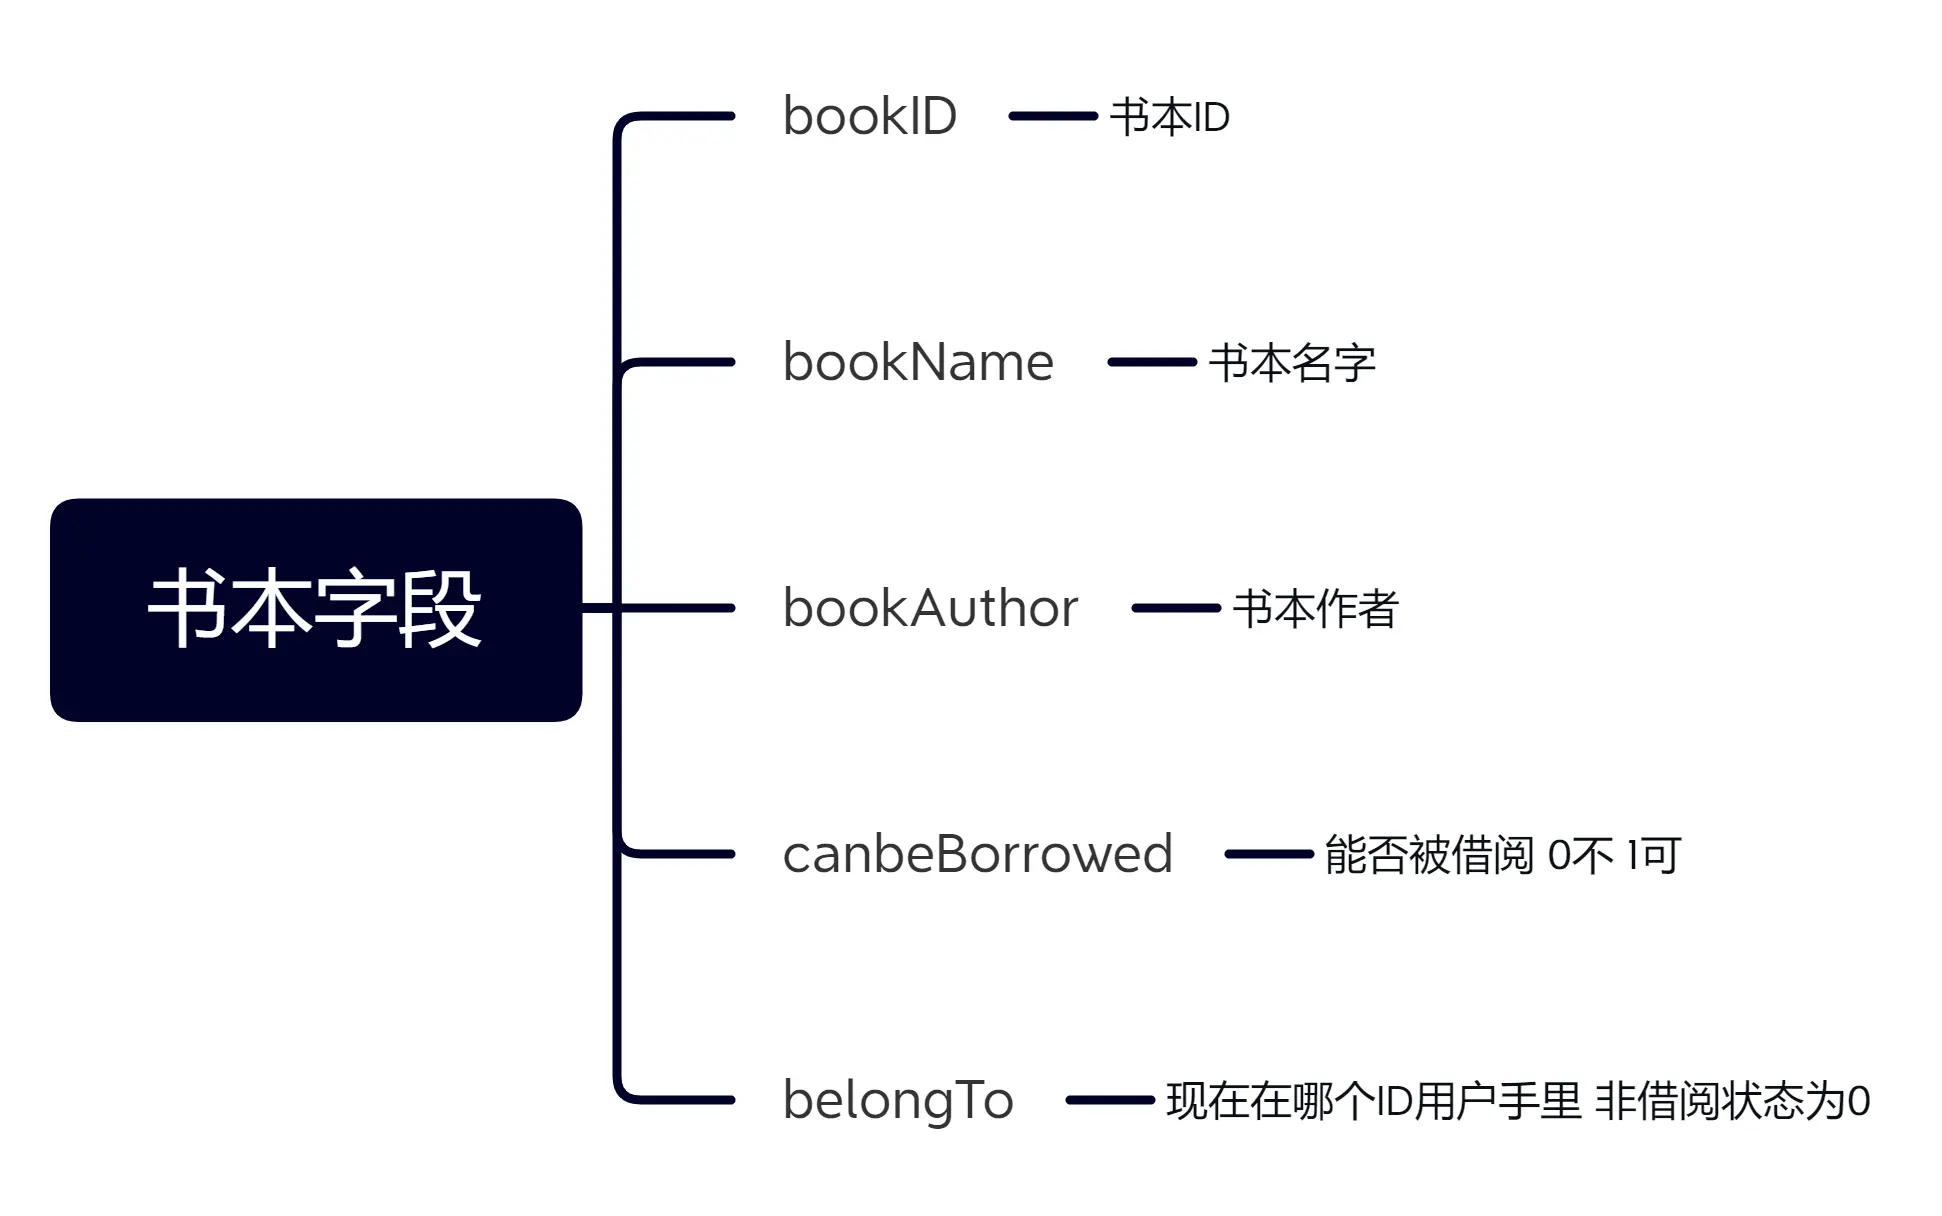 书本字段
bookID 书本ID
bookName 书本名字
bookAuthor 书本作者
canbeBorrowed 能否被借阅 0不 1可
belongTo 现在在哪个ID用户手里 非借阅状态为0